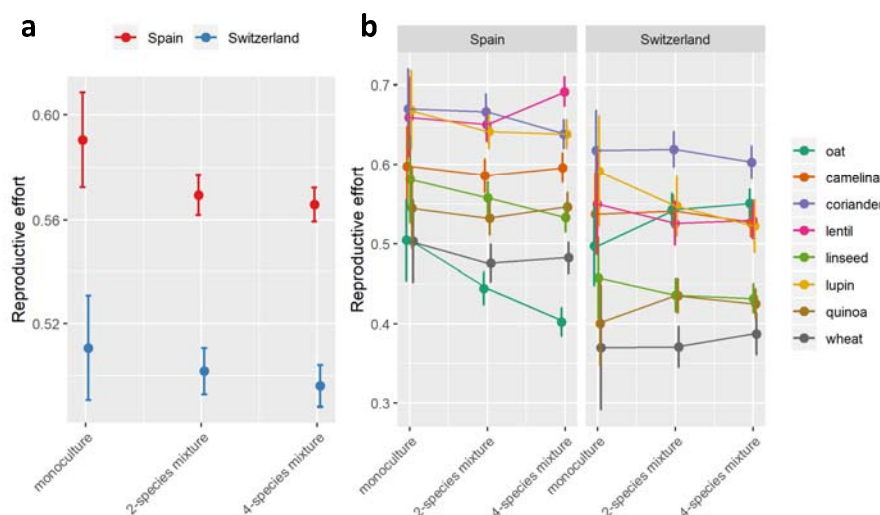 a
Spain Switzerland
Reproductive effort
0.60
0.56
0.52
monoculture
2-species mixture
4-species mixture
b
Spain Switzerland
Reproductive effort
0.7
0.6
0.5
0.4
0.3
monoculture
2-species mixture
4-species mixture
monoculture
2-species mixture
4-species mixture
oat
camelina
coriander
lentil
linseed
lupin
quinoa
wheat